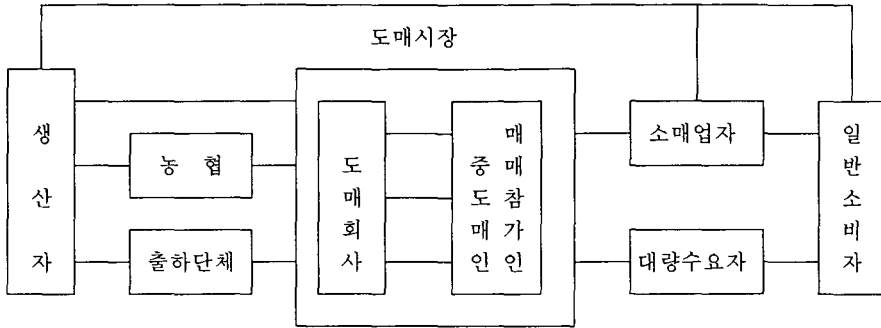 도매시장
생산자
농 협
출하단체
도매회사
중도매인
매매참가인
소매업자
대량수요자
일반소비자